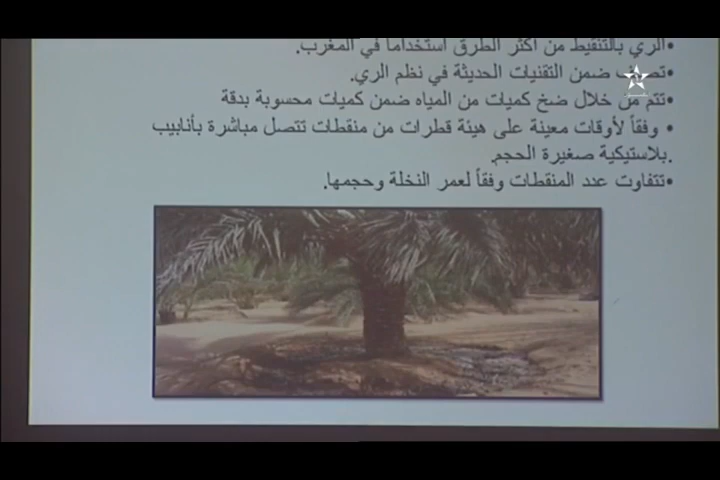 •الري بالتنقيط من أكثر الطرق استخداما في المغرب.
ضمن التقنيات الحديثة في نظم الري.
•تتم من خلال ضخ كميات من المياه ضمن كميات محسوبة بدقة
• وفقاً لأوقات معينة على هيئة قطرات من منقطات تتصل مباشرة بأنابيب
.بلاستيكية صغيرة الحجم
•تتفاوت عدد المنقطات وفقاً لعمر النخلة وحجمها.